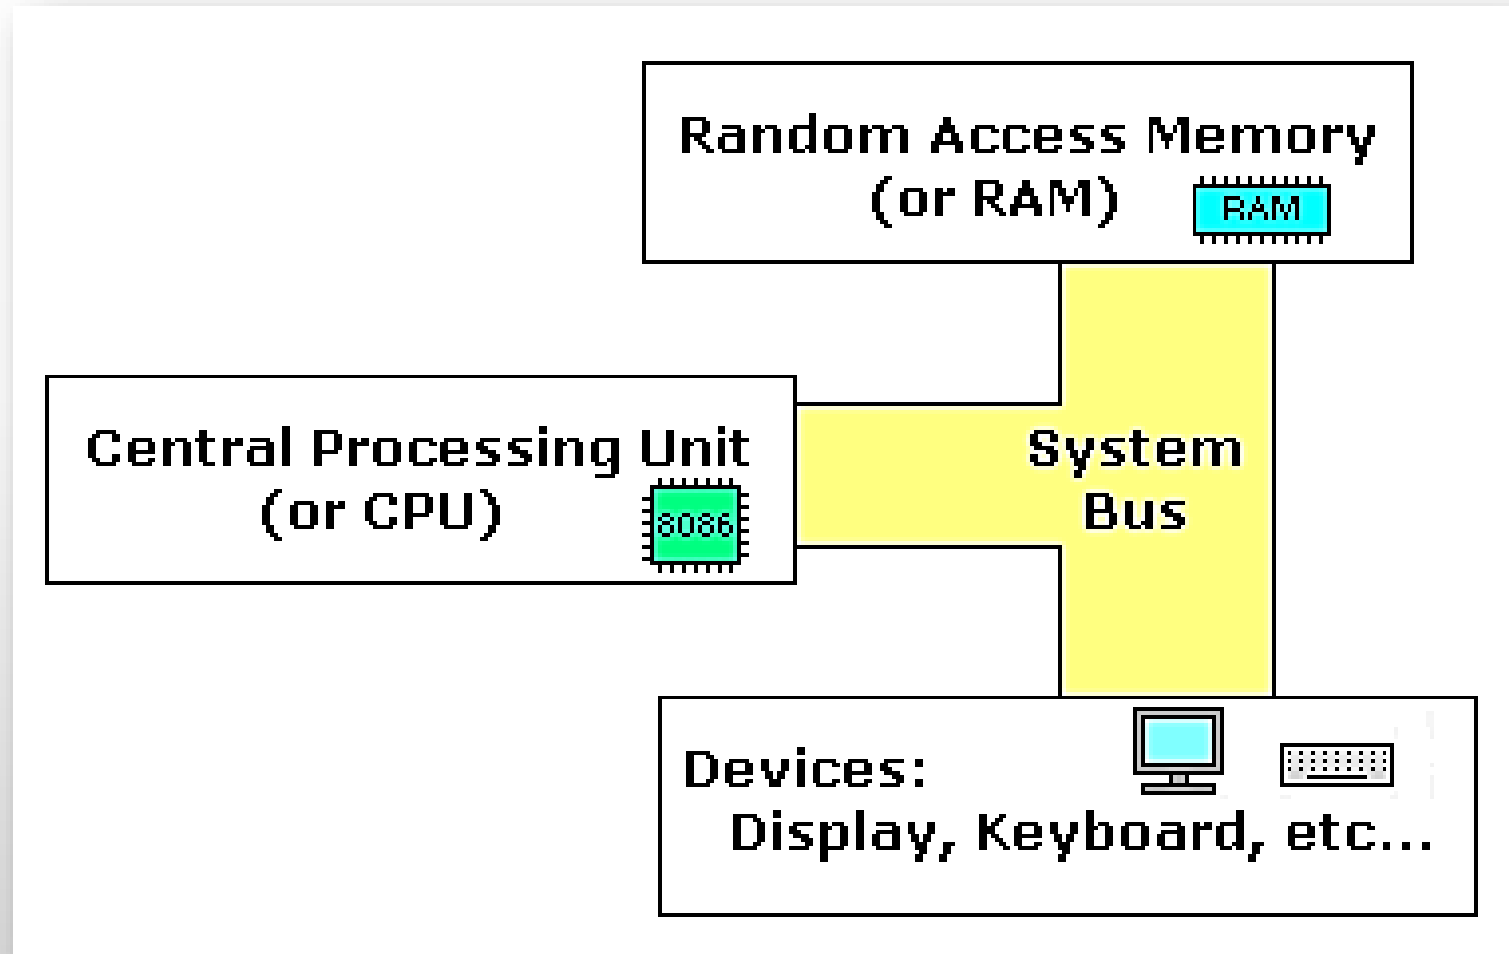 Random Access Memory
(or RAM)
RAM
Central Processing Unit
(or CPU)
8086
System
Bus
Devices:
Display, Keyboard, etc...